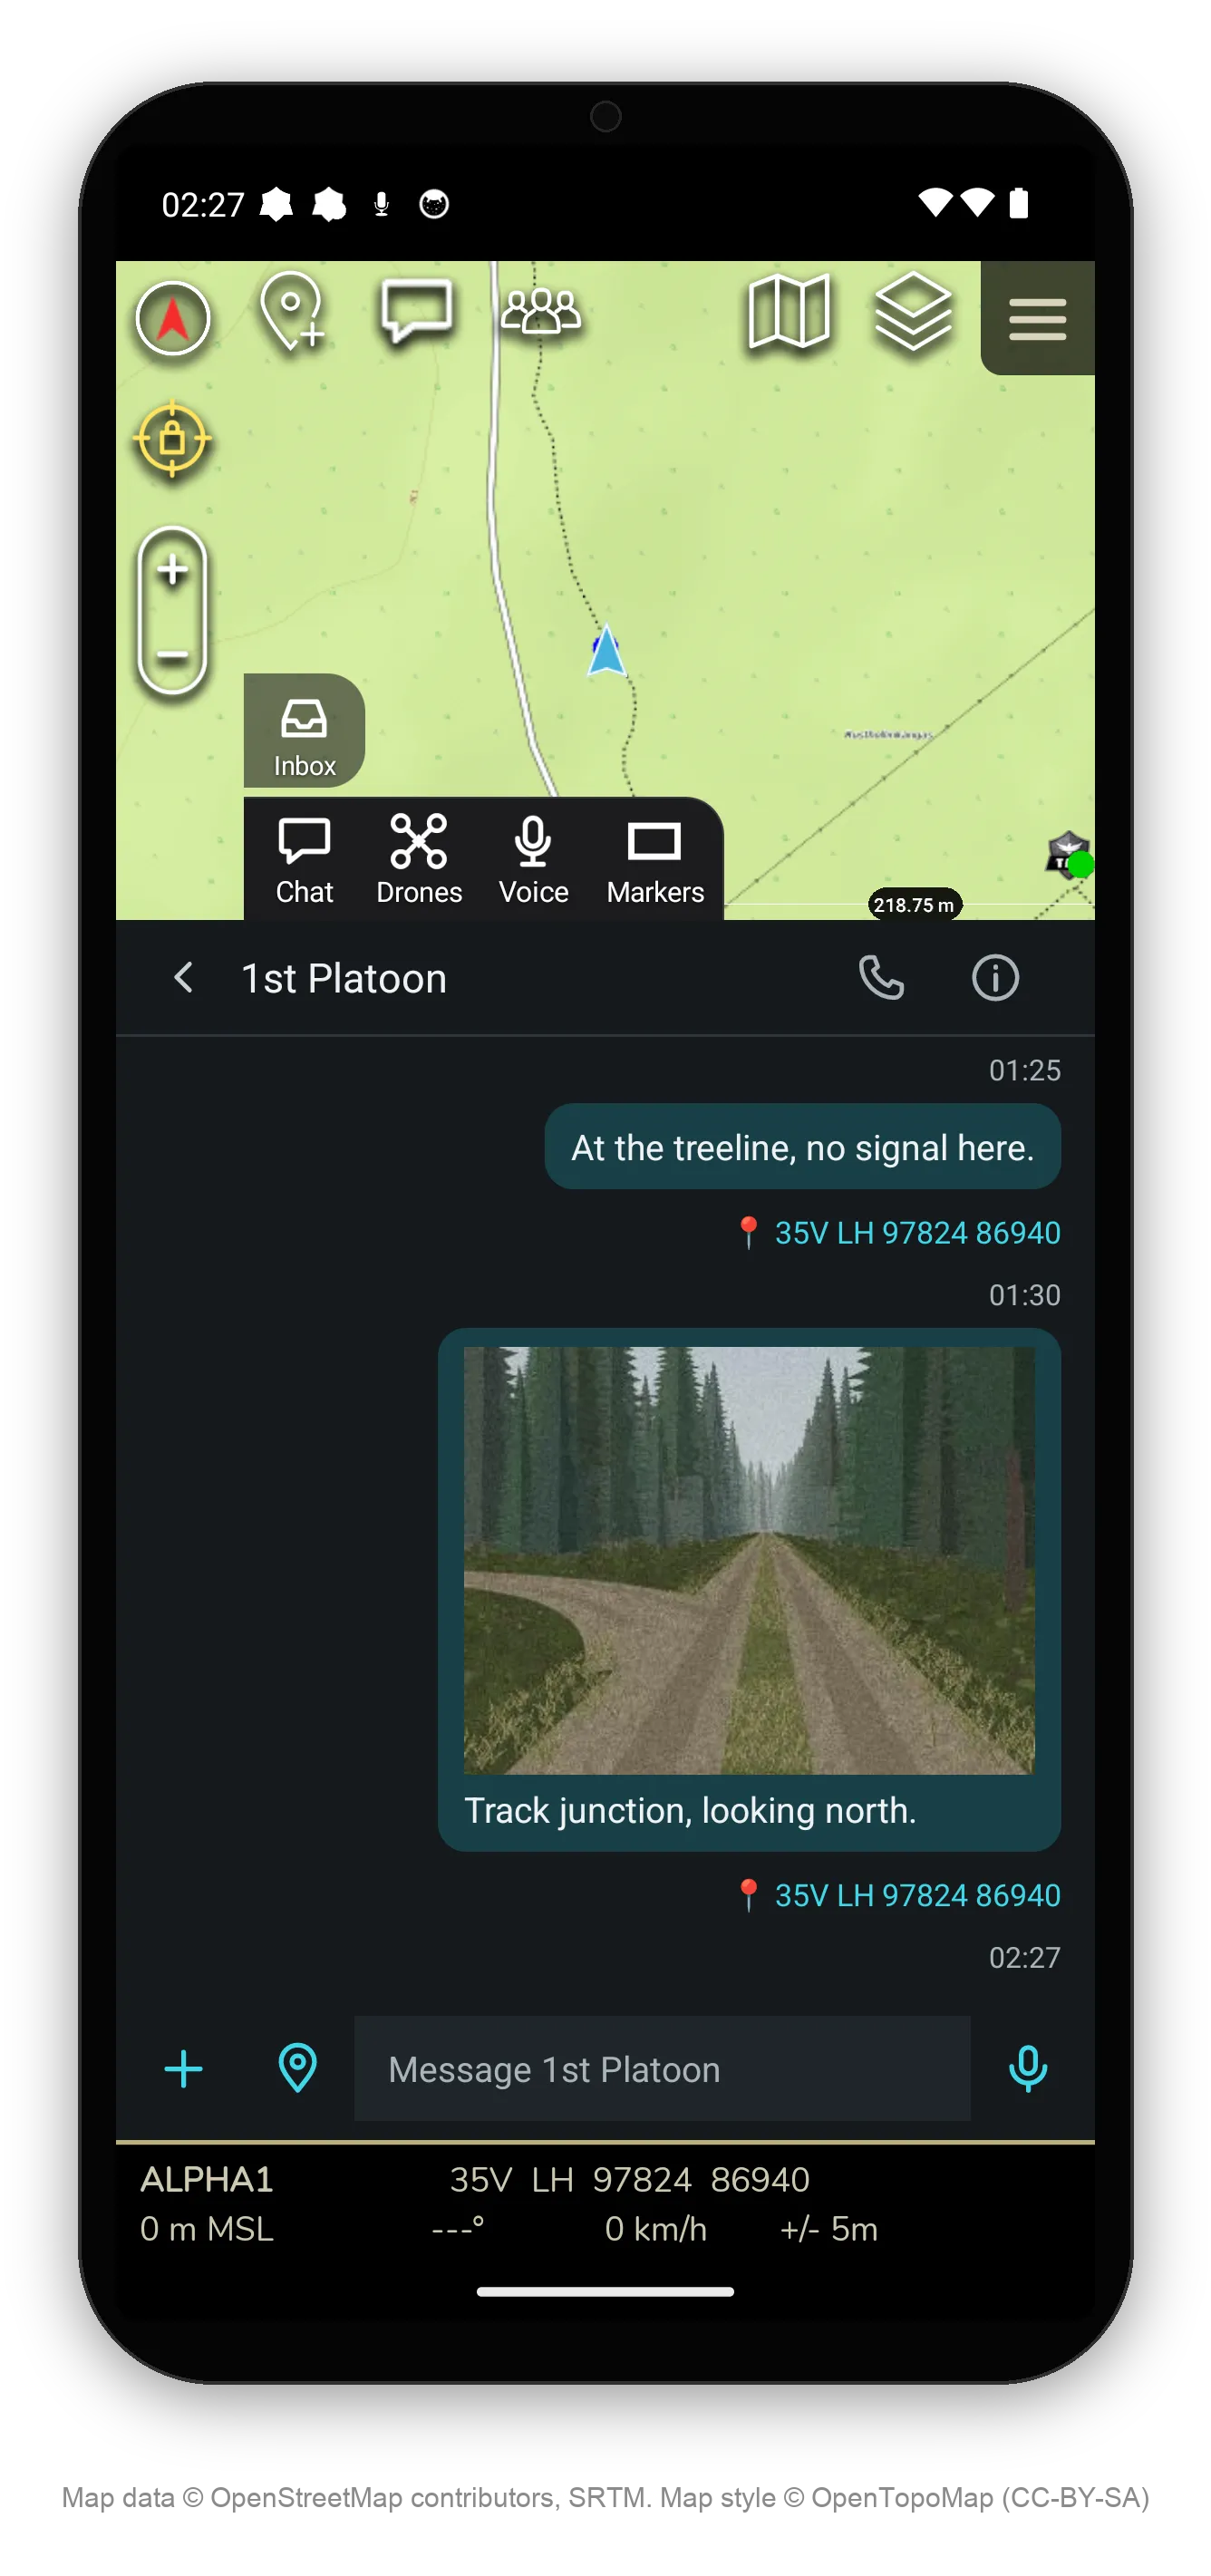 02:27
Inbox
Chat Drones Voice Markers
218.75 m
1st Platoon
01:25
At the treeline, no signal here.
35V LH 97824 86940
01:30
Track junction, looking north.
35V LH 97824 86940
02:27
Message 1st Platoon
ALPHA1 35V LH 97824 86940
0 m MSL ---° 0 km/h +/- 5m
Map data © OpenStreetMap contributors, SRTM. Map style © OpenTopoMap (CC-BY-SA)